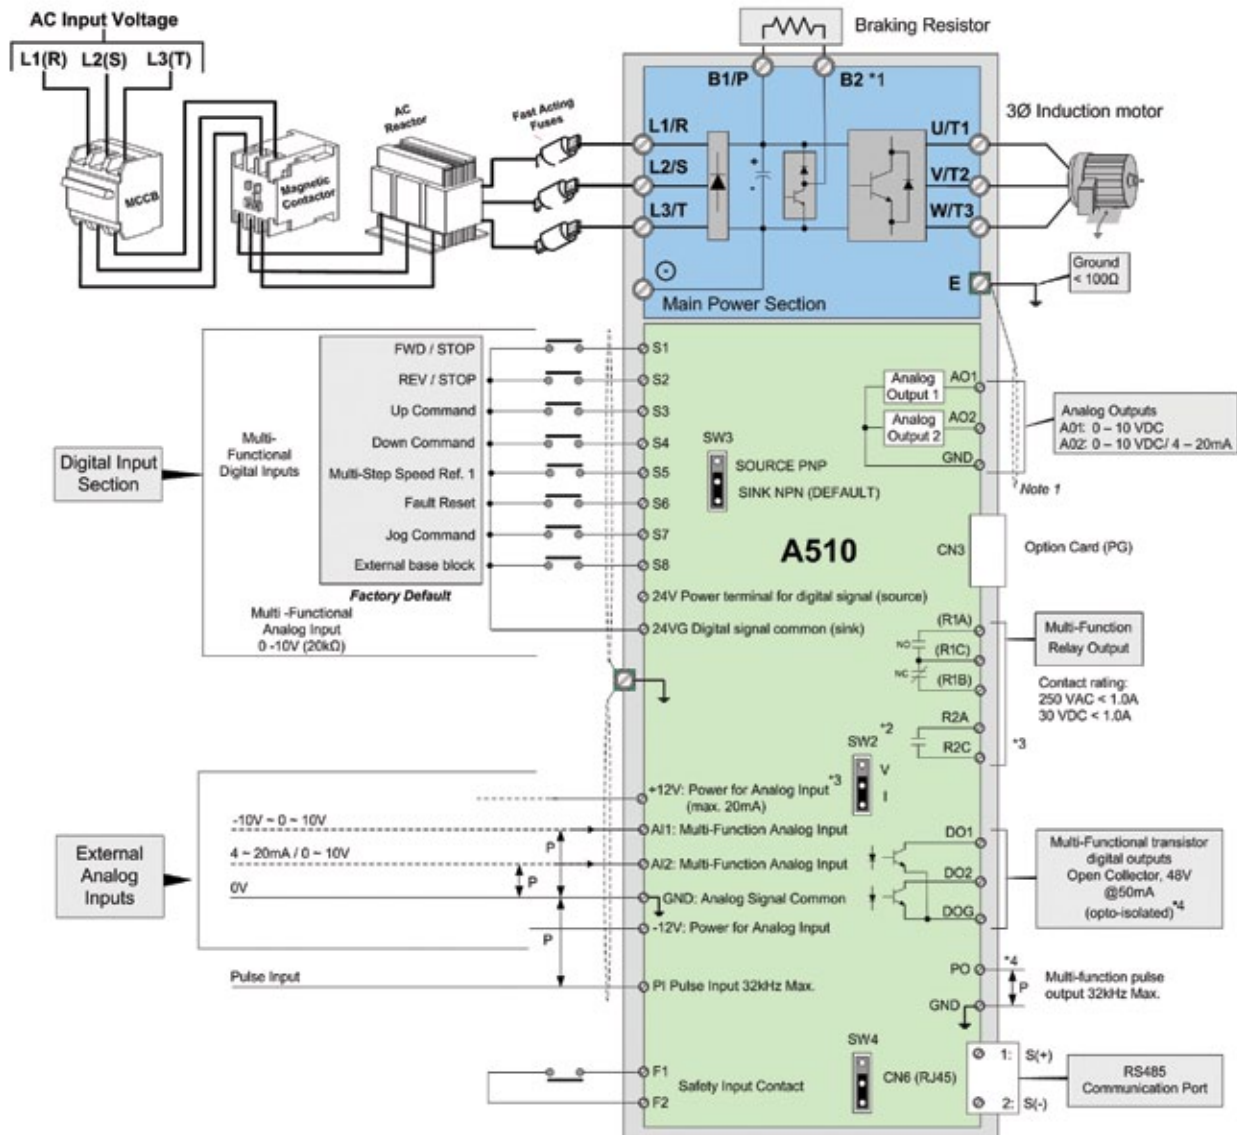 AC Input Voltage
L1(R) L2(S) L3(T)
MCCB
Magnetic
Contactor
AC
Reactor
Fast Acting
Fuses
Braking Resistor
B1/P
B2 *1
L1/R
L2/S
L3/T
U/T1
V/T2
W/T3
3Ø Induction motor
+
-
E
Ground
< 100Ω
Main Power Section
Digital Input
Section
Multi-
Functional
Digital Inputs
FWD / STOP
REV / STOP
Up Command
Down Command
Multi-Step Speed Ref. 1
Fault Reset
Jog Command
External base block
Factory Default
Multi -Functional
Analog Input
0 -10V (20kΩ)
S1
S2
S3
S4
S5
S6
S7
S8
24V Power terminal for digital signal (source)
24VG Digital signal common (sink)
SW3
SOURCE PNP
SINK NPN (DEFAULT)
A510
Analog
Output 1
AO1
Analog
Output 2
AO2
GND
Analog Outputs
A01: 0 – 10 VDC
A02: 0 – 10 VDC/ 4 – 20mA
Note 1
CN3
Option Card (PG)
(R1A)
NO
(R1C)
NC
(R1B)
R2A
*2
R2C
*3
Multi-Function
Relay Output
Contact rating:
250 VAC < 1.0A
30 VDC < 1.0A
SW2
V
I
*3
External
Analog
Inputs
+12V: Power for Analog Input
(max. 20mA)
-10V ~ 0 ~ 10V
AI1: Multi-Function Analog Input
4 ~ 20mA / 0 ~ 10V
AI2: Multi-Function Analog Input
0V
GND: Analog Signal Common
-12V: Power for Analog Input
P
P
P
Pulse Input
PI Pulse Input 32kHz Max.
DO1
DO2
DOG
Multi-Functional transistor
digital outputs
Open Collector, 48V
@50mA
(opto-isolated)*4
PO
*4
P
GND
Multi-function pulse
output 32kHz Max.
F1
F2
Safety Input Contact
SW4
CN6 (RJ45)
1: S(+)
2: S(-)
RS485
Communication Port